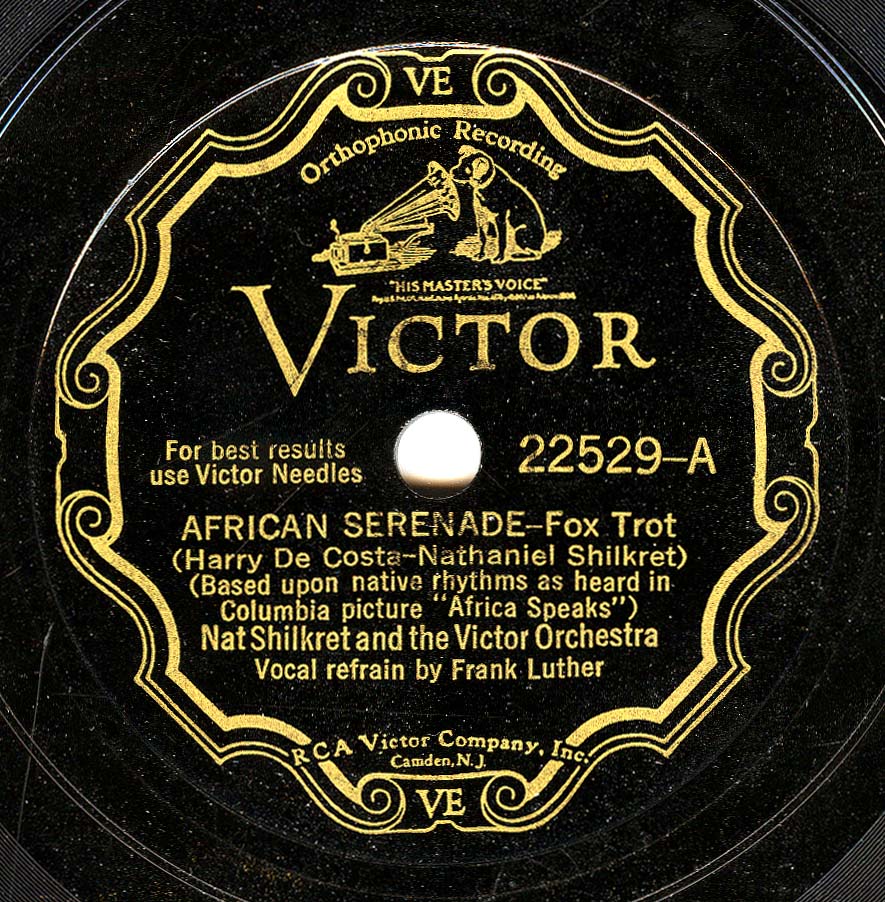 VE
Orthophonic Recording
"HIS MASTER'S VOICE"
VICTOR
For best results
use Victor Needles
22529-A
AFRICAN SERENADE-Fox Trot
(Harry De Costa-Nathaniel Shilkret)
(Based upon native rhythms as heard in
Columbia picture "Africa Speaks")
Nat Shilkret and the Victor Orchestra
Vocal refrain by Frank Luther
RCA Victor Company, Inc.
Camden, N.J.
VE